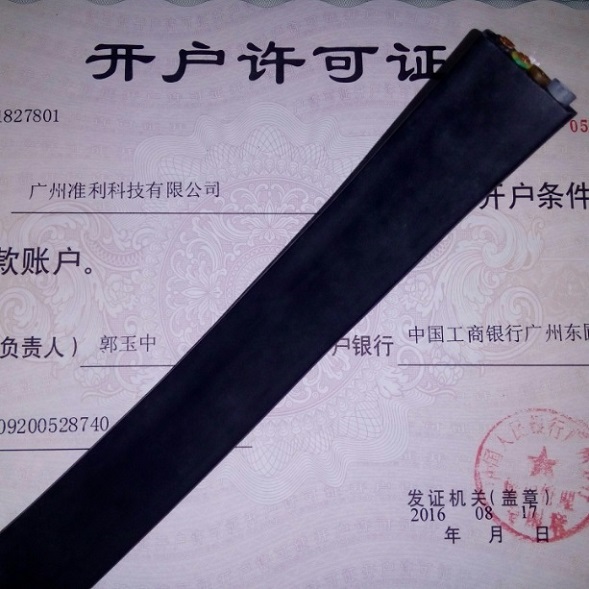 开户许可证
1827801
05
广州准利科技有限公司
开户条件
款账户。
负责人）
郭玉中
户银行
中国工商银行广州东
09200528740
发证机关(盖章)
2016 08 17
年 月 日